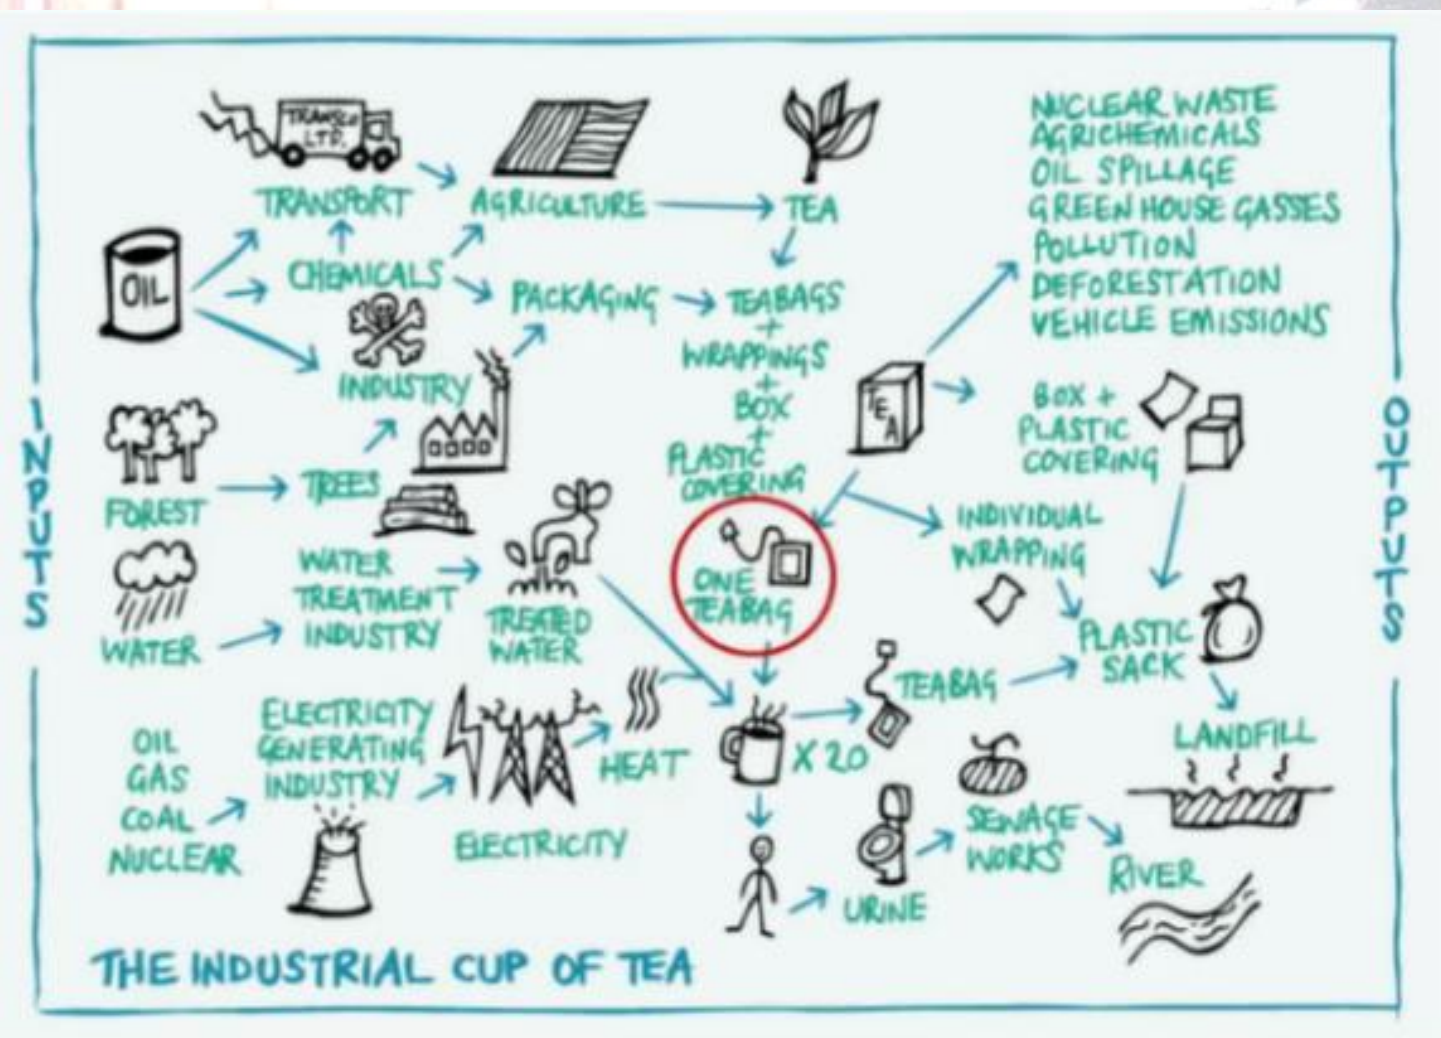 TRANSCO
LTD.
TRANSPORT
AGRICULTURE
TEA
OIL
CHEMICALS
PACKAGING
TEABAGS
+
WRAPPINGS
+
BOX
+
PLASTIC
COVERING
INDUSTRY
FOREST
TREES
WATER
WATER
TREATMENT
INDUSTRY
TREATED
WATER
OIL
GAS
COAL
NUCLEAR
ELECTRICITY
GENERATING
INDUSTRY
ELECTRICITY
HEAT
ONE
TEABAG
X 20
TEA
NUCLEAR WASTE
AGRICHEMICALS
OIL SPILLAGE
GREEN HOUSE GASSES
POLLUTION
DEFORESTATION
VEHICLE EMISSIONS
BOX +
PLASTIC
COVERING
INDIVIDUAL
WRAPPING
PLASTIC
SACK
TEABAG
LANDFILL
URINE
SEWAGE
WORKS
RIVER
INPUTS
OUTPUTS
THE INDUSTRIAL CUP OF TEA